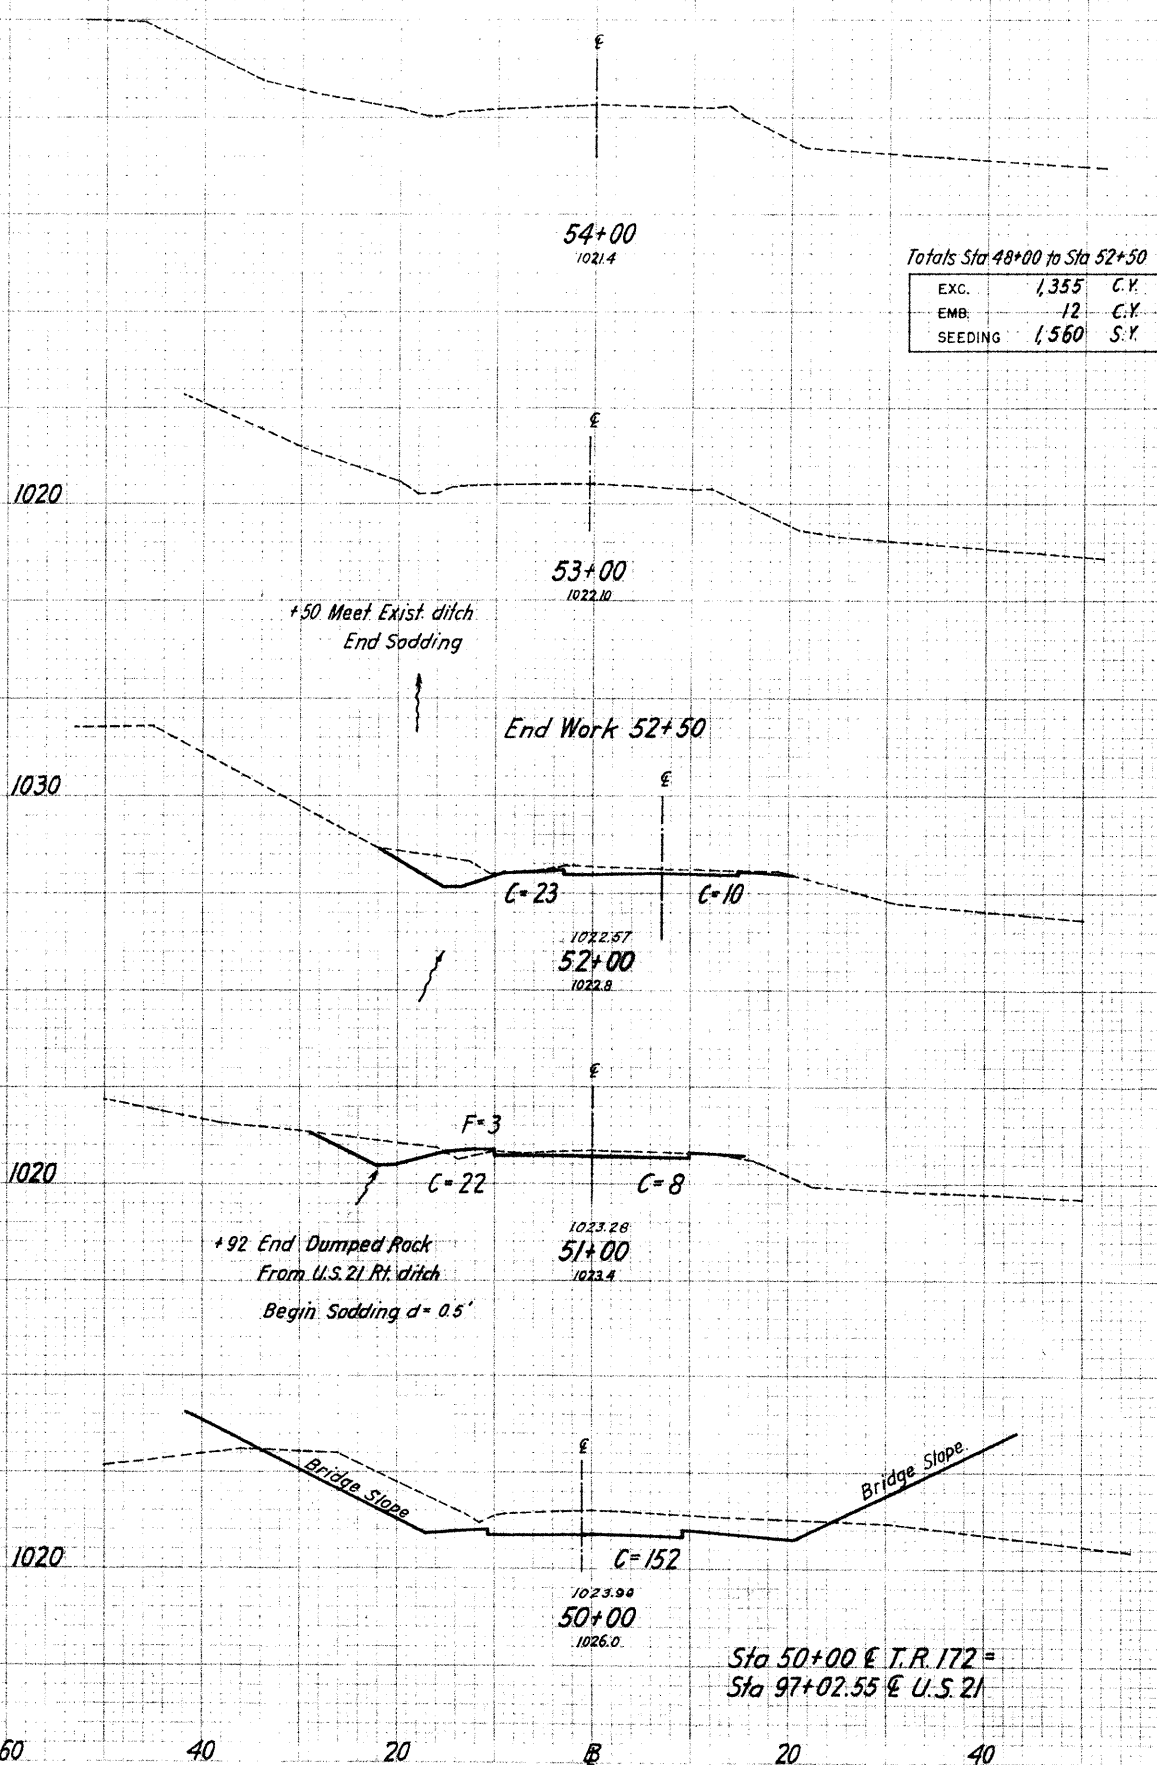 ℄
54+00
1021.4
Totals Sta 48+00 to Sta 52+50
EXC. 1,355 C.Y.
EMB. 12 C.Y.
SEEDING 1,560 S.Y.
℄
1020
53+00
1022.10
+50 Meet Exist. ditch
End Sodding
End Work 52+50
℄
1030
C=23 C=10
1022.57
52+00
1022.8
℄
F=3
1020
C=22 C=8
1023.28
51+00
1023.4
+92 End Dumped Rock
From U.S. 21 Rt. ditch
Begin Sodding d= 0.5'
℄
Bridge Slope
Bridge Slope
1020
C=152
50+00
1026.0
Sta 50+00 ℄ T.R. 172 =
Sta 97+02.55 ℄ U.S. 21
60 40 20 20 40